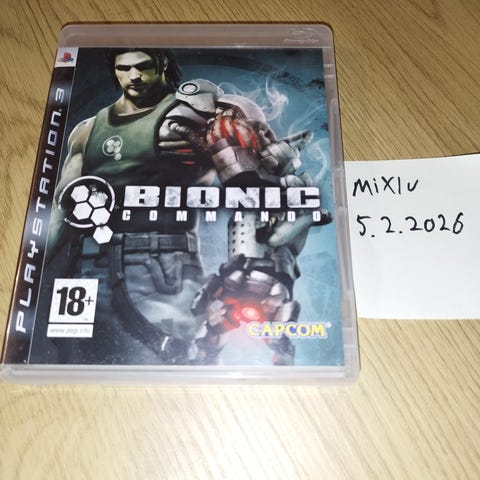 PLAYSTATION 3
BIONIC
COMMANDO
18+
www.pegi.info
CAPCOM
Mixlu
5.2.2026